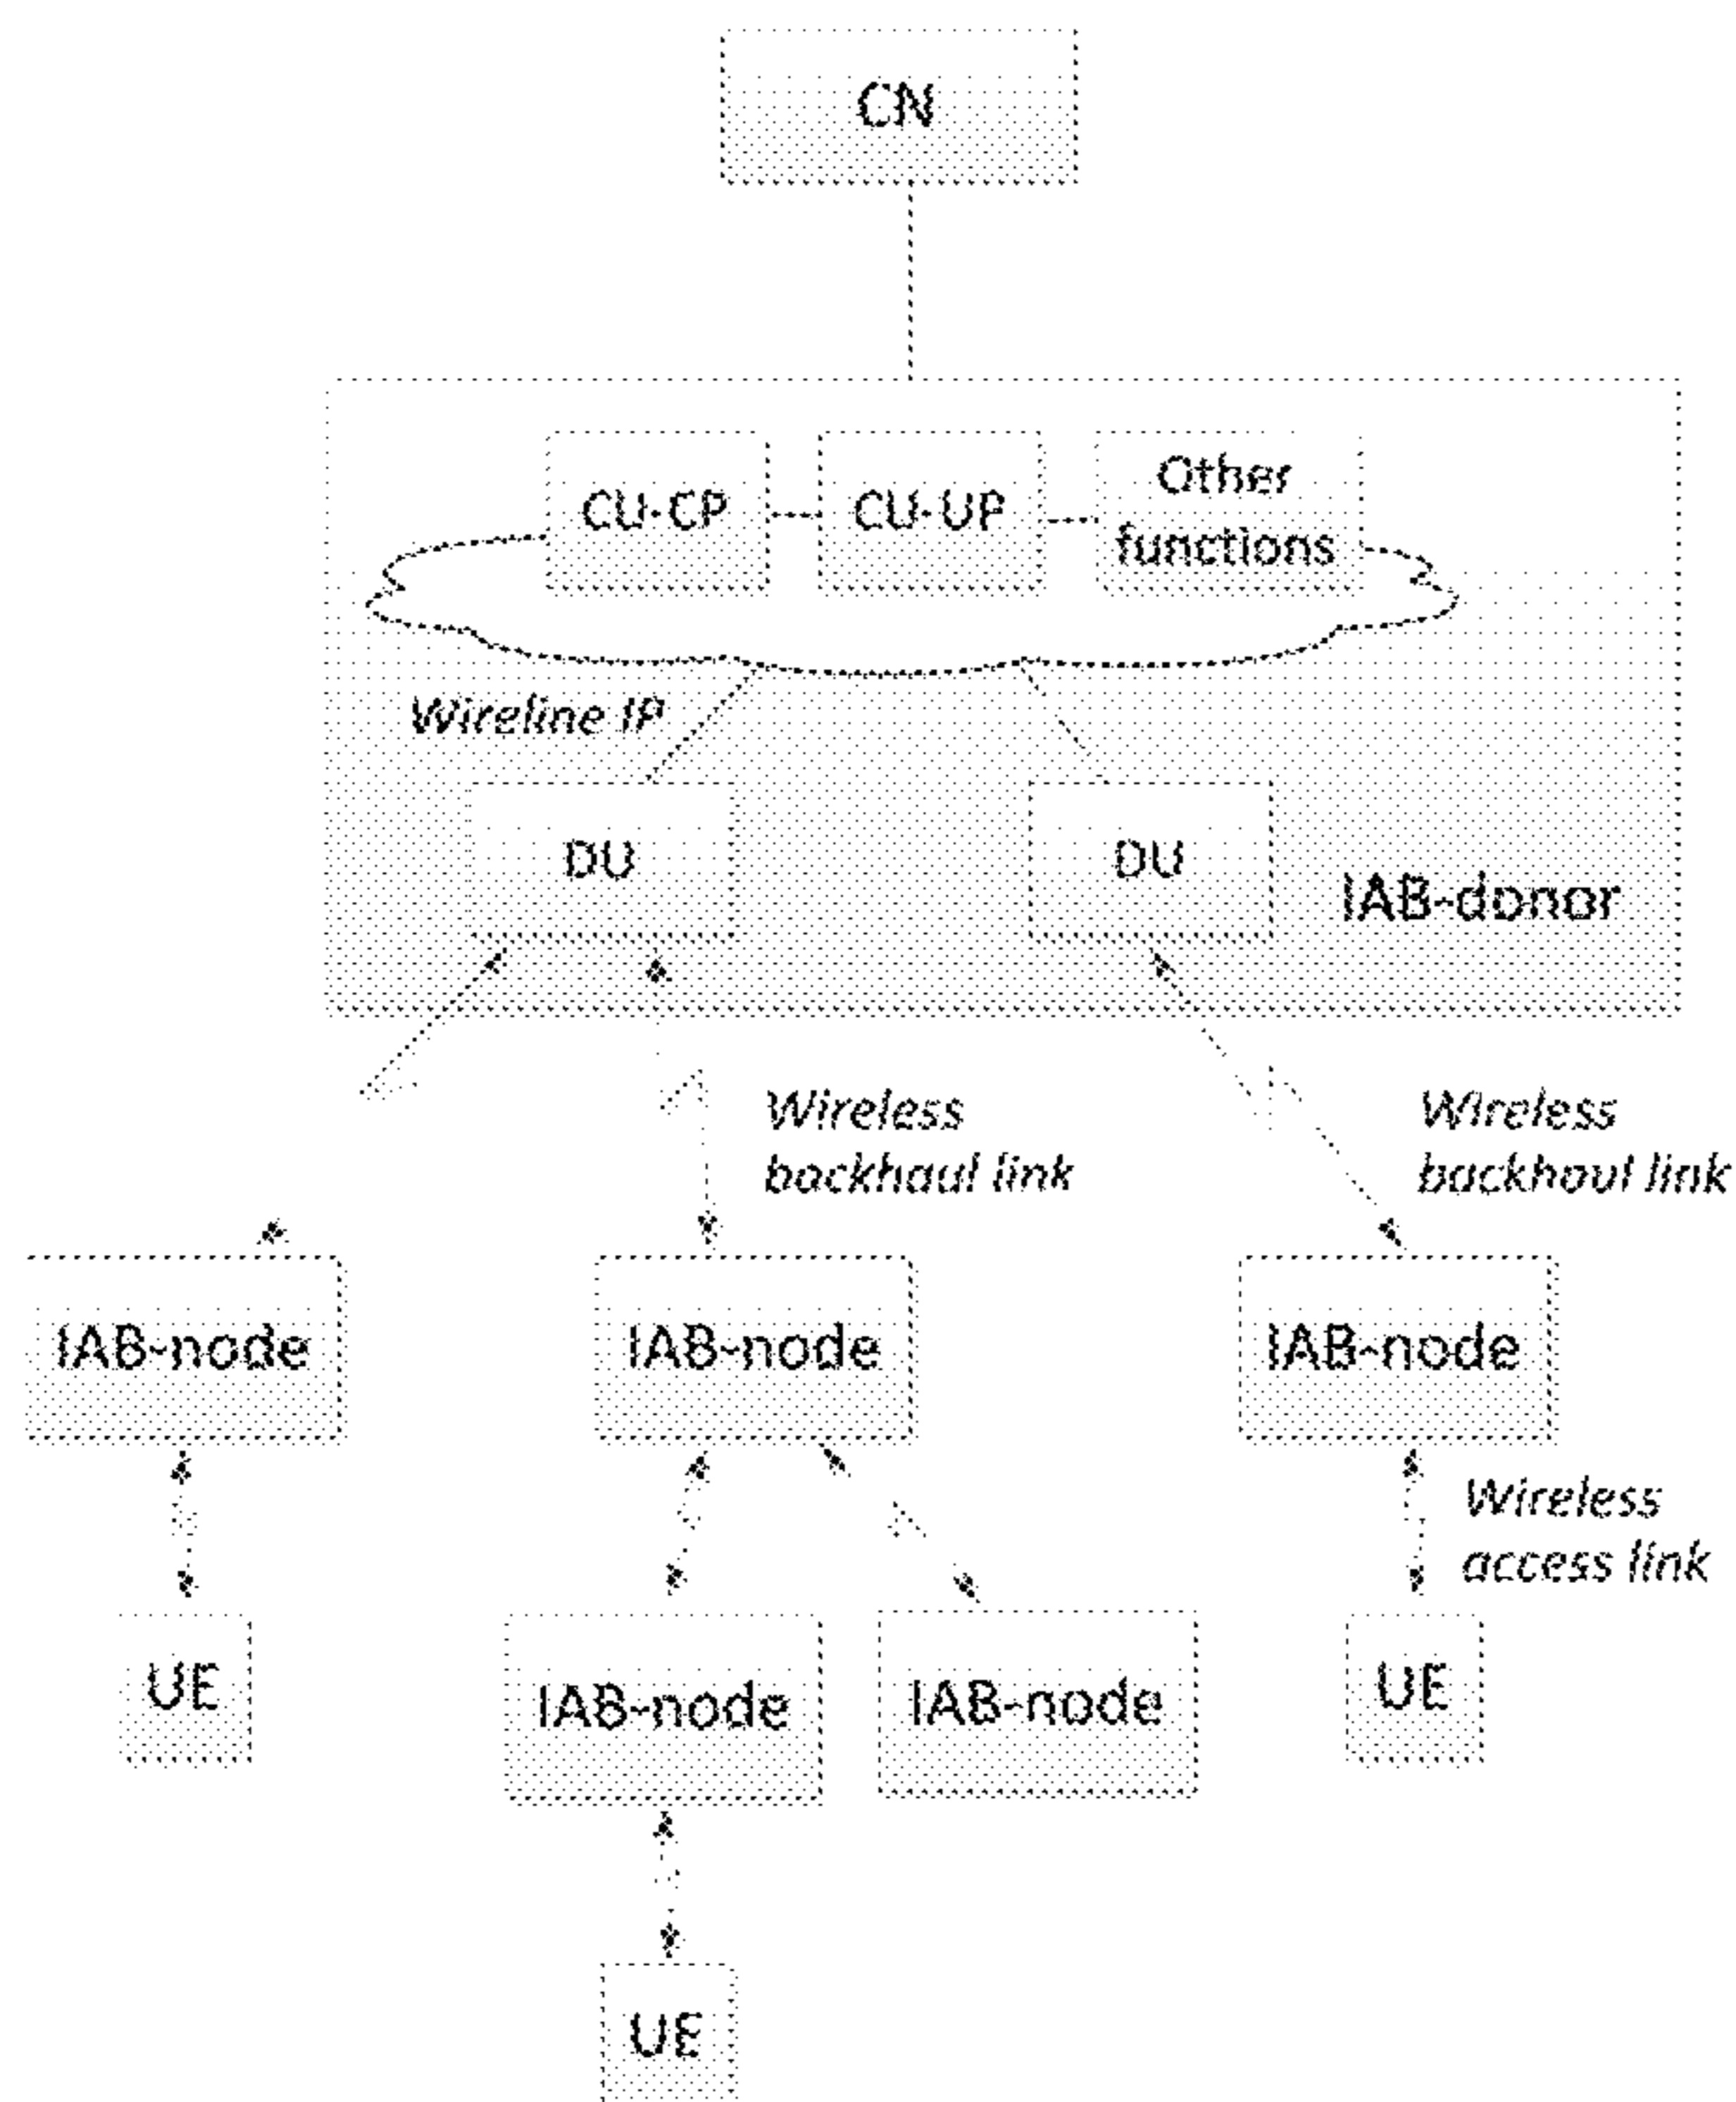 CN
CU-CP
CU-UP
Other
functions
Wireline IP
DU
DU
IAB-donor
Wireless
backhaul link
Wireless
backhaul link
IAB-node
IAB-node
IAB-node
Wireless
access link
UE
IAB-node
IAB-node
UE
UE